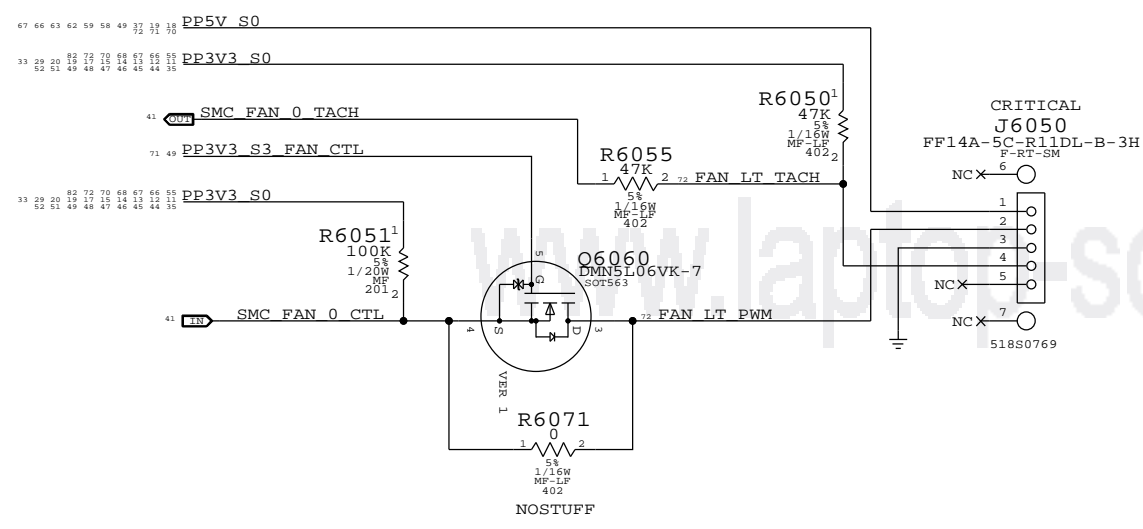 67 66 63 62 59 58 49 37 19 18 PP5V_S0
72 71 70
82 72 70 68 67 66 55
33 29 20 19 17 15 14 13 12 11 PP3V3_S0
52 51 49 48 47 46 45 44 35
41 OUT SMC_FAN_0_TACH
71 49 PP3V3_S3_FAN_CTL
82 72 70 68 67 66 55
33 29 20 19 17 15 14 13 12 11 PP3V3_S0
52 51 49 48 47 46 45 44 35
R6050
1
47K
5%
1/16W
MF-LF
402
2
R6055
47K
1 2
5%
1/16W
MF-LF
402
72 FAN_LT_TACH
CRITICAL
J6050
FF14A-5C-R11DL-B-3H
F-RT-SM
NC 6
1
2
3
4
NC 5
NC 7
518S0769
R6051
1
100K
5%
1/20W
MF
201
2
41 IN SMC_FAN_0_CTL
Q6060
DMN5L06VK-7
SOT563
5
G
S D
4 3
VER 1
72 FAN_LT_PWM
R6071
0
1 2
5%
1/16W
MF-LF
402
NOSTUFF
www.laptop-s